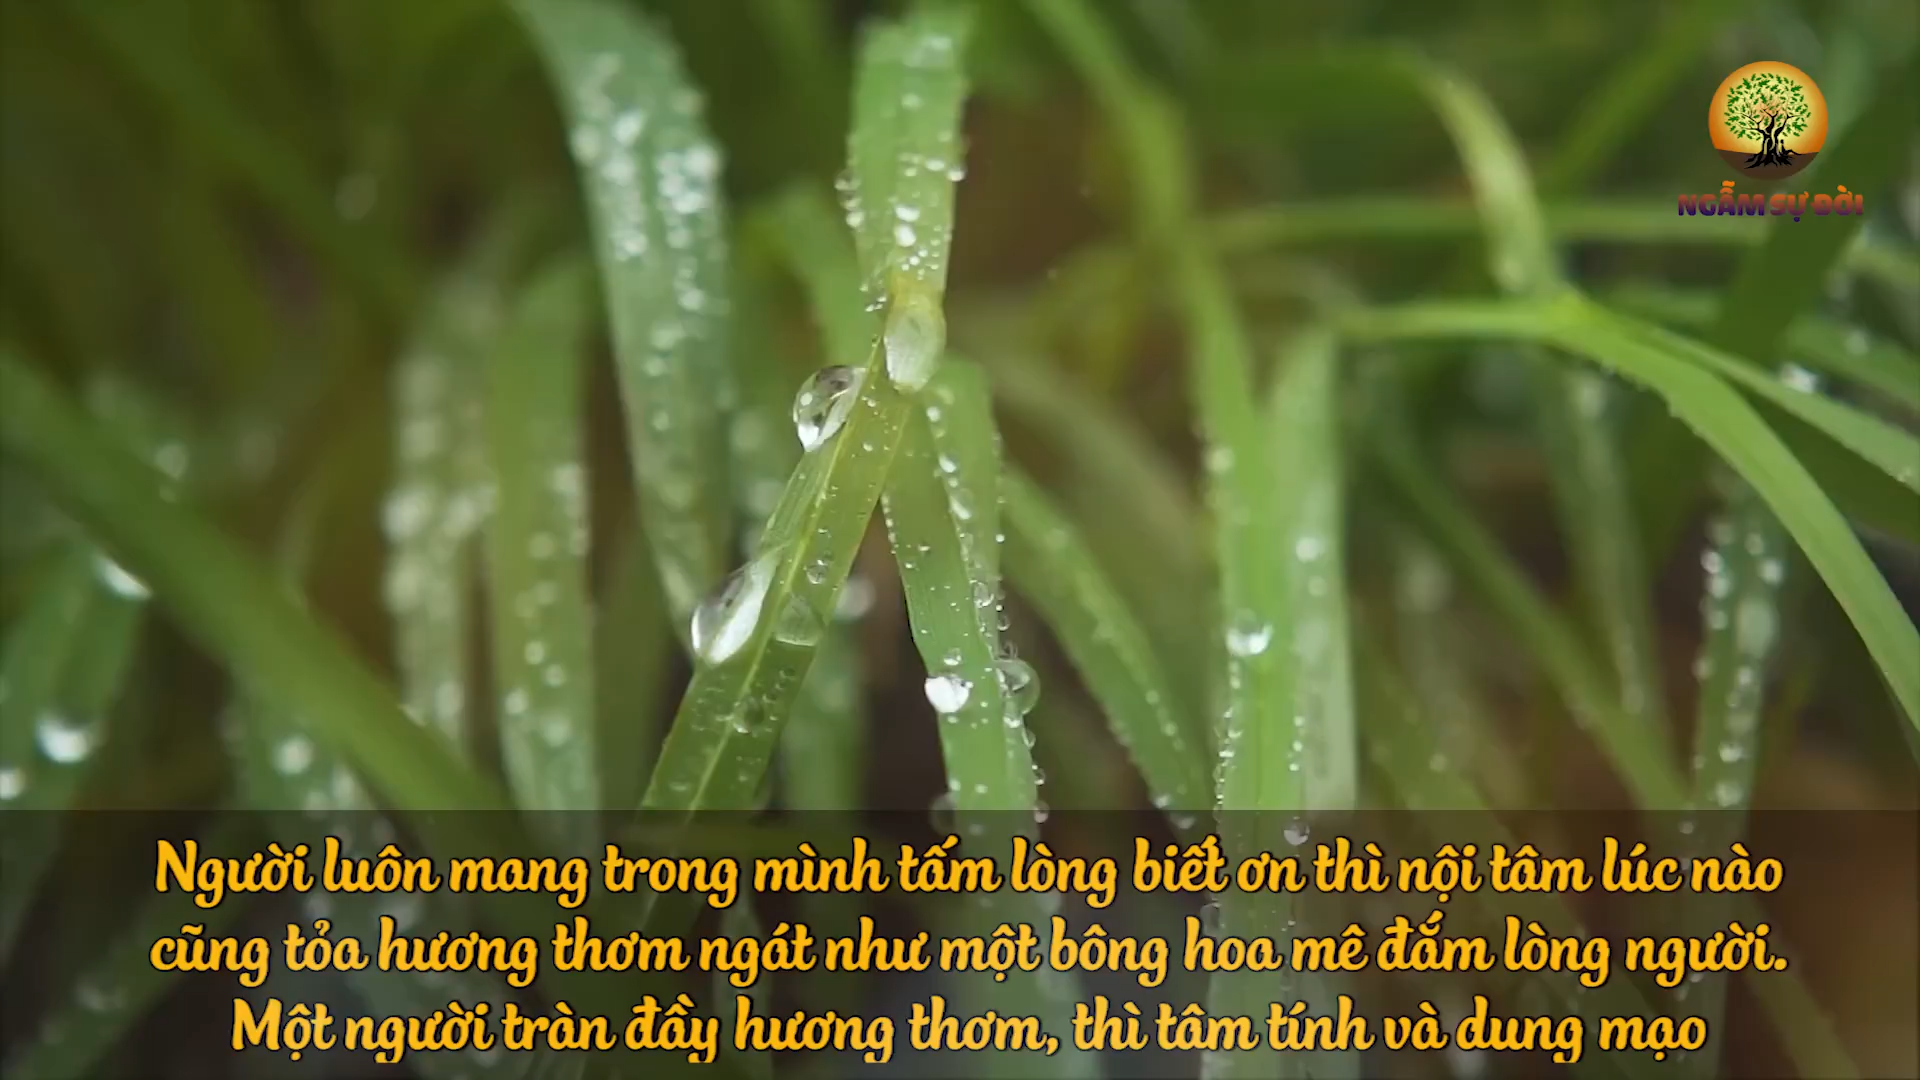 NGẪM SỰ ĐỜI
Người luôn mang trong mình tấm lòng biết ơn thì nội tâm lúc nào
cũng tỏa hương thơm ngát như một bông hoa mê đắm lòng người.
Một người tràn đầy hương thơm, thì tâm tính và dung mạo